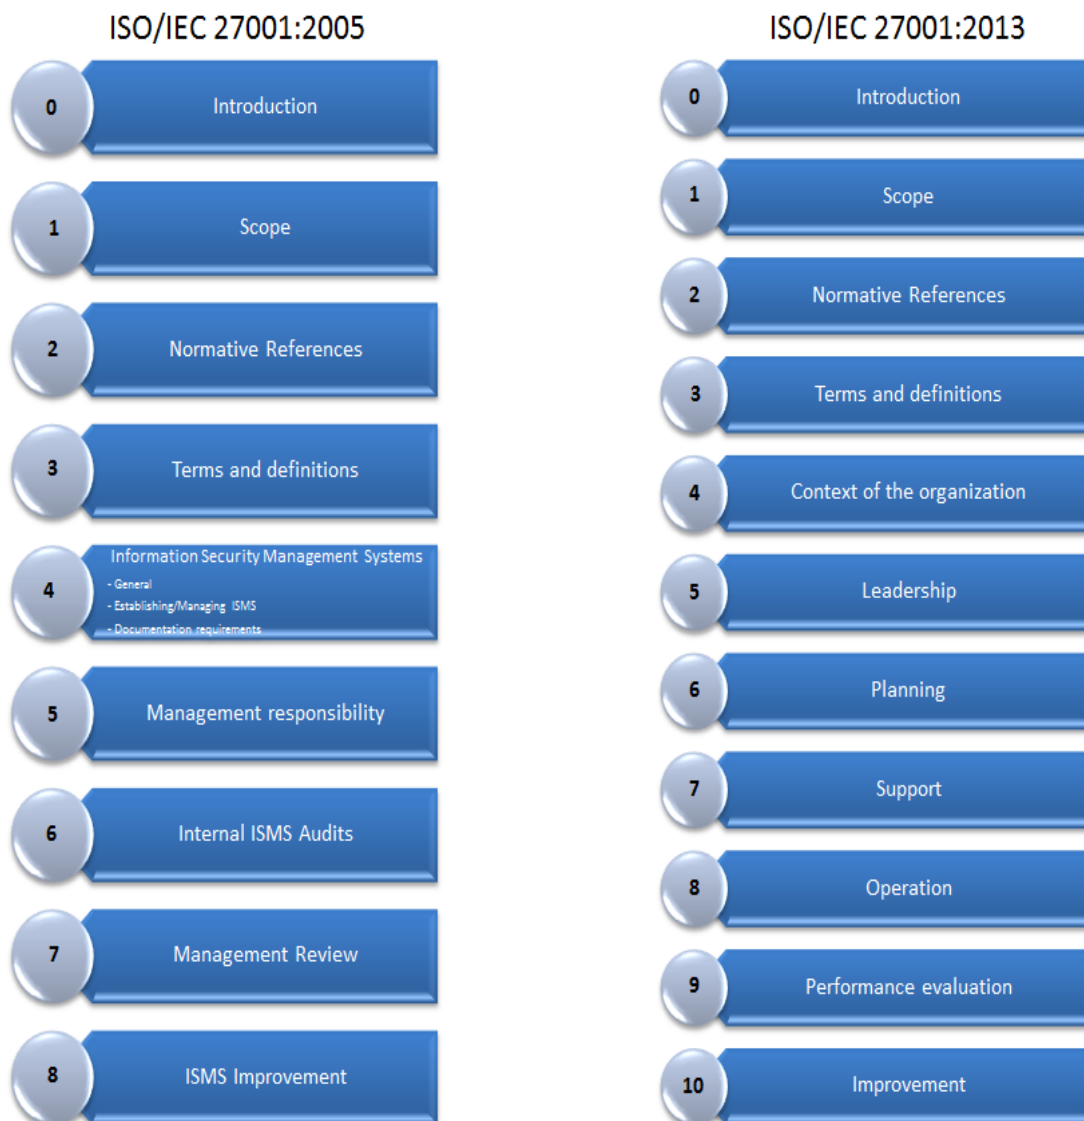 ISO/IEC 27001:2005
0
Introduction
1
Scope
2
Normative References
3
Terms and definitions
4
Information Security Management Systems
- General
- Establishing/Managing ISMS
- Documentation requirements
5
Management responsibility
6
Internal ISMS Audits
7
Management Review
8
ISMS Improvement
ISO/IEC 27001:2013
0
Introduction
1
Scope
2
Normative References
3
Terms and definitions
4
Context of the organization
5
Leadership
6
Planning
7
Support
8
Operation
9
Performance evaluation
10
Improvement